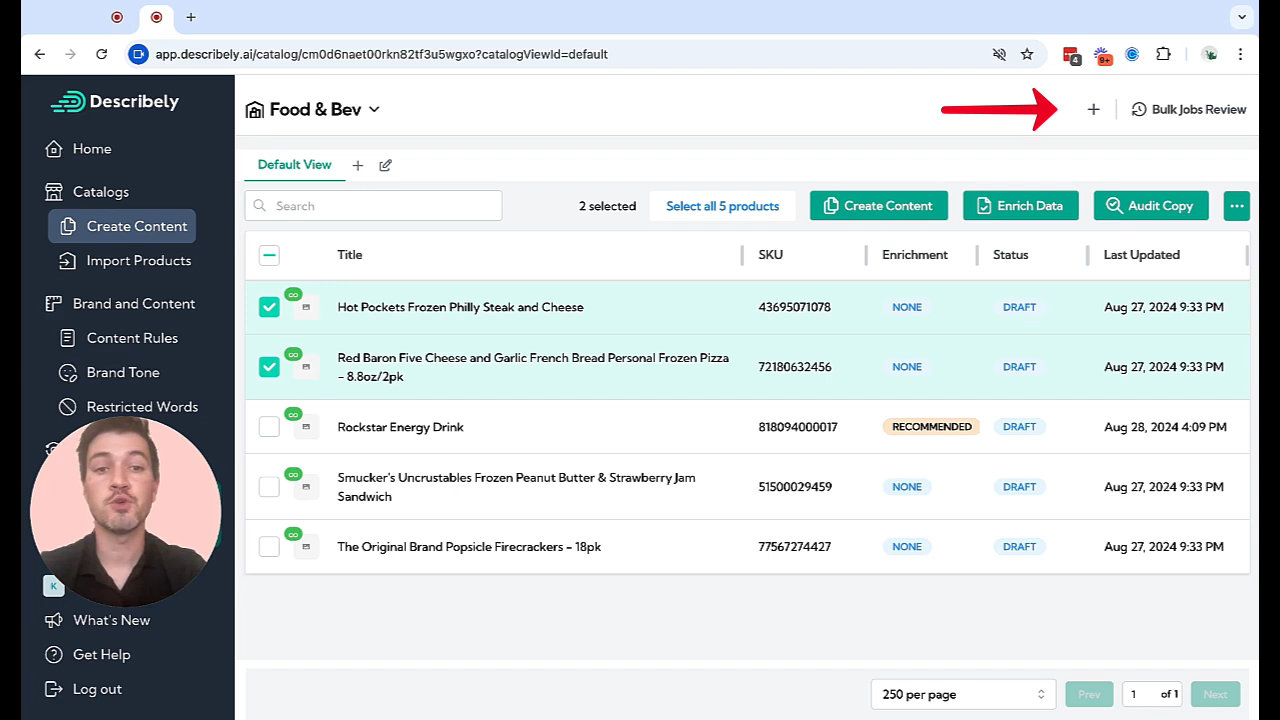 app.describely.ai/catalog/cm0d6naet00rkn82tf3u5wgxo?catalogViewId=default
4
8+
Describely
Food & Bev
Bulk Jobs Review
Home
Default View
Catalogs
Search
2 selected
Select all 5 products
Create Content
Enrich Data
Audit Copy
Create Content
Import Products
Title
SKU
Enrichment
Status
Last Updated
Brand and Content
Hot Pockets Frozen Philly Steak and Cheese
43695071078
NONE
DRAFT
Aug 27, 2024 9:33 PM
Content Rules
Red Baron Five Cheese and Garlic French Bread Personal Frozen Pizza
- 8.8oz/2pk
72180632456
NONE
DRAFT
Aug 27, 2024 9:33 PM
Brand Tone
Restricted Words
Rockstar Energy Drink
818094000017
RECOMMENDED
DRAFT
Aug 28, 2024 4:09 PM
Smucker's Uncrustables Frozen Peanut Butter & Strawberry Jam
Sandwich
51500029459
NONE
DRAFT
Aug 27, 2024 9:33 PM
The Original Brand Popsicle Firecrackers - 18pk
77567274427
NONE
DRAFT
Aug 27, 2024 9:33 PM
K
What's New
Get Help
Log out
250 per page
Prev
1
of 1
Next